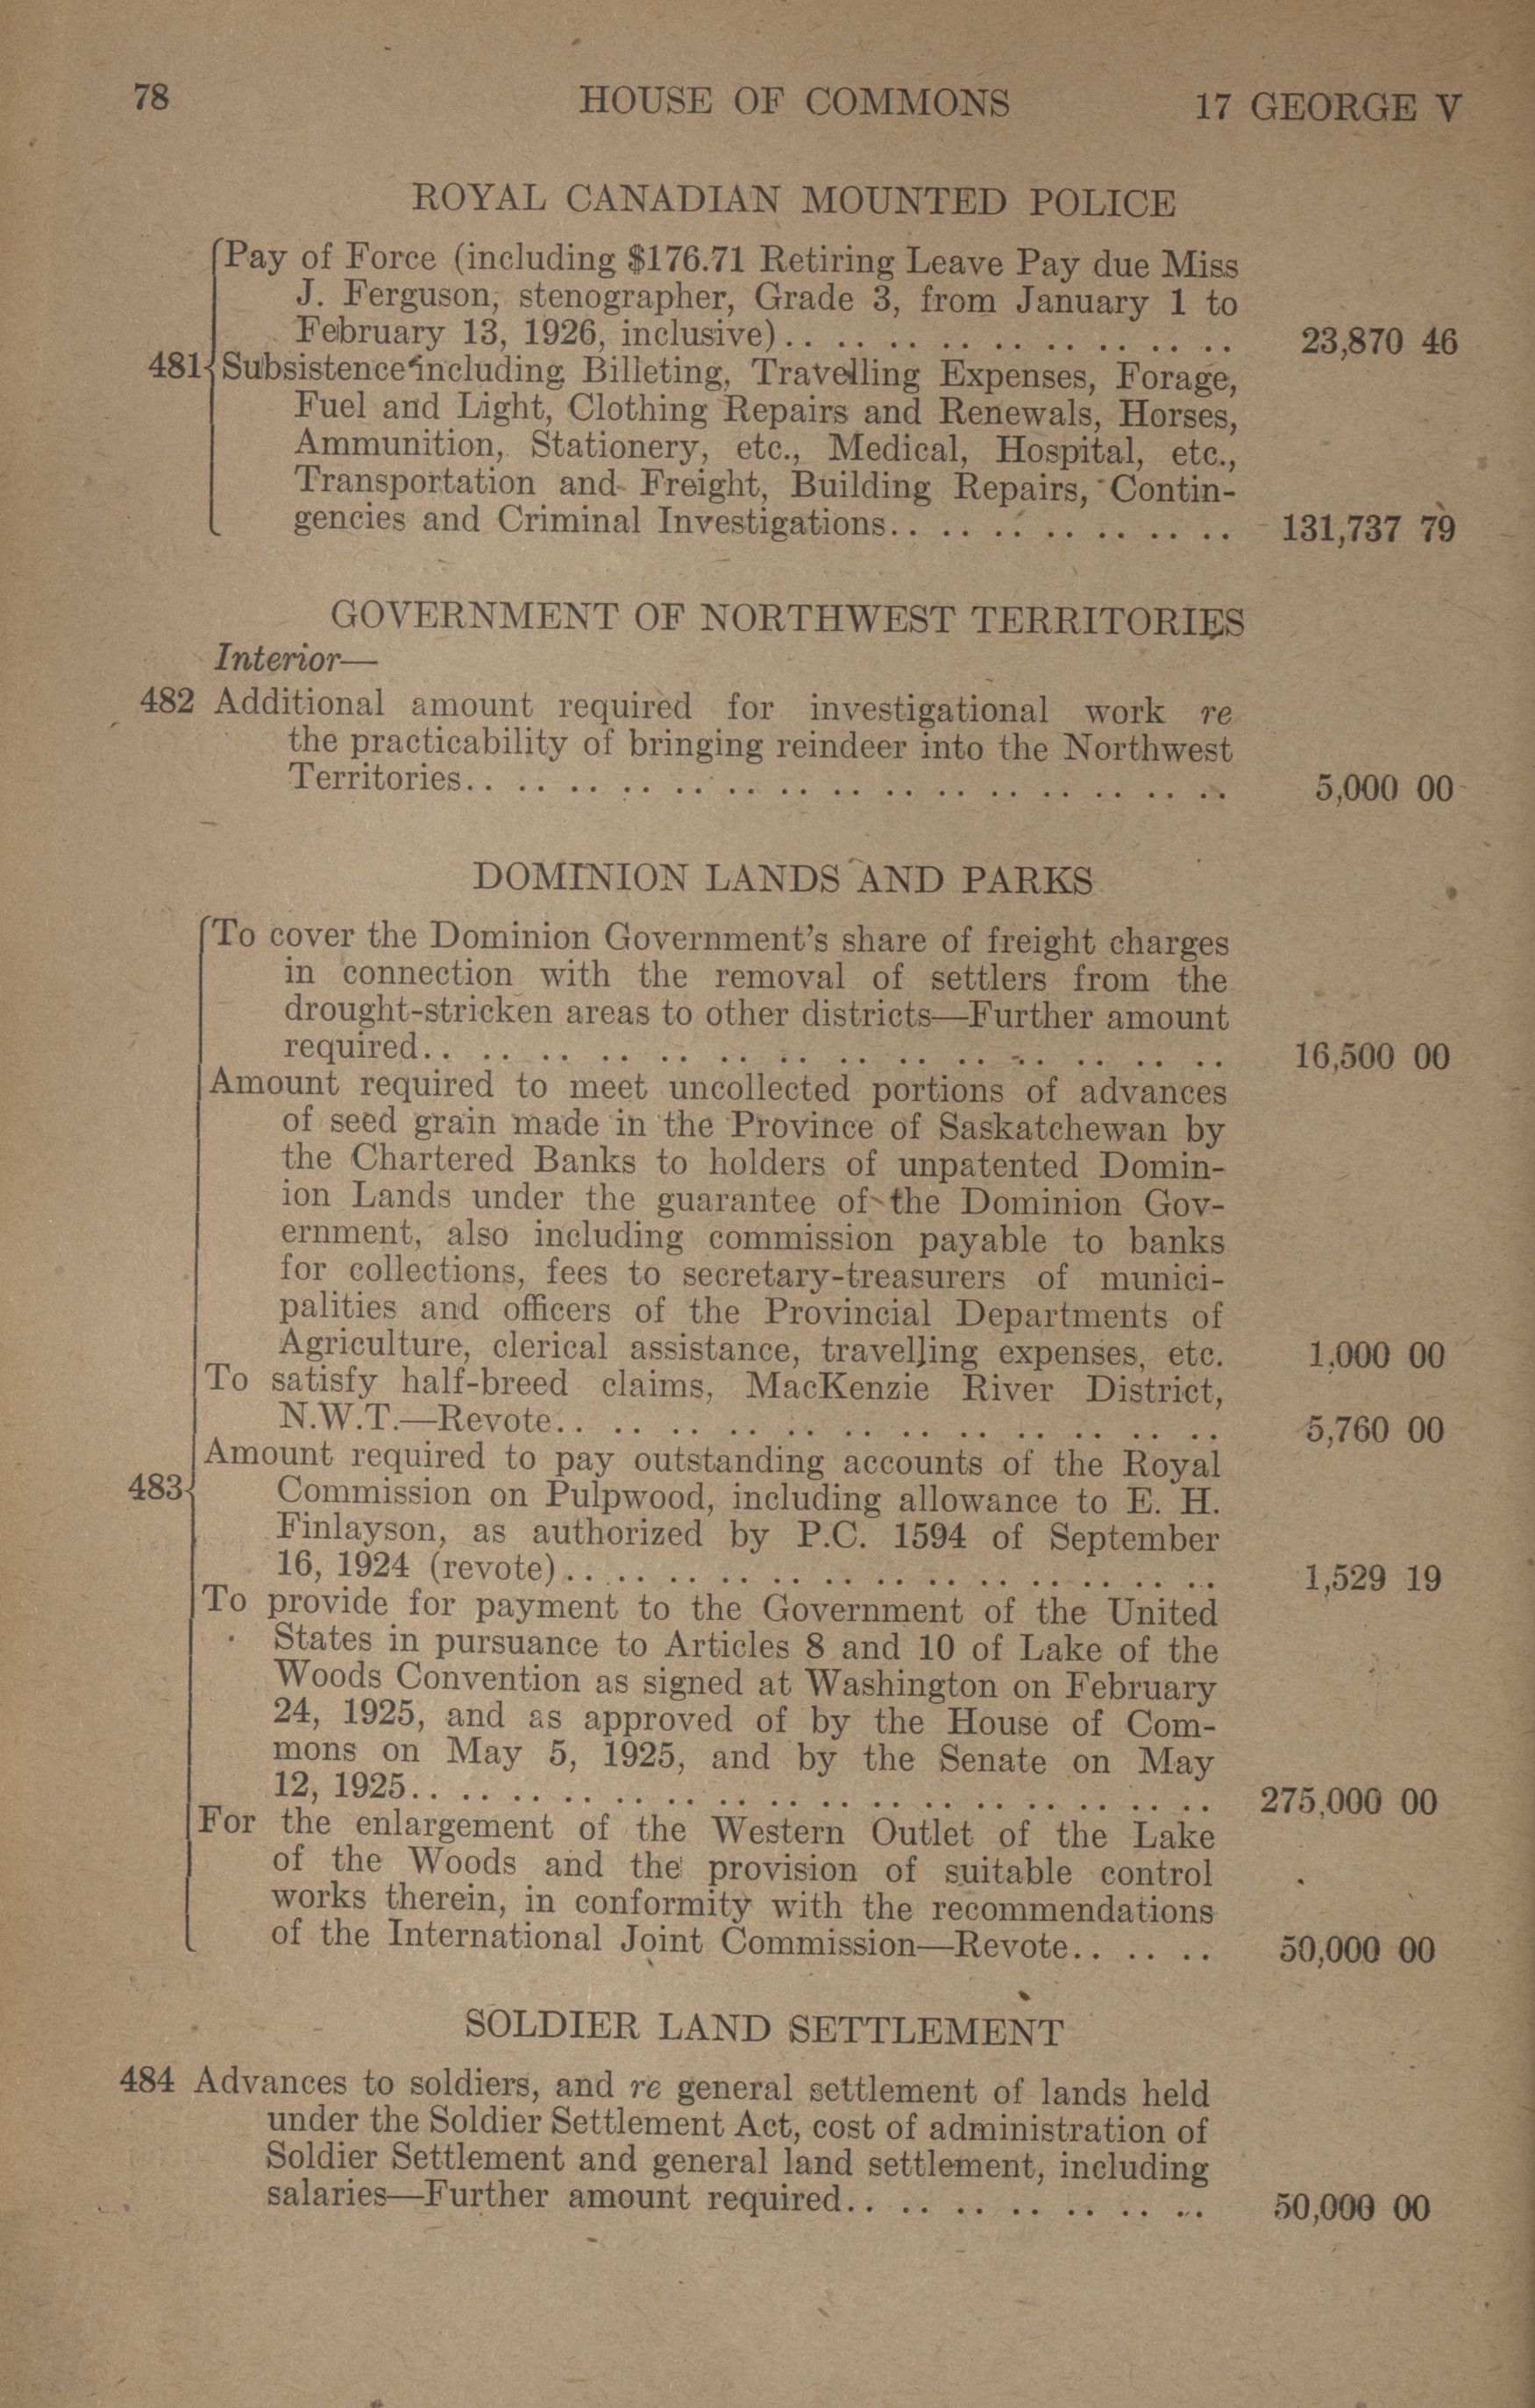 78 HOUSE OF COMMONS 17 GEORGE V
ROYAL CANADIAN MOUNTED POLICE
Pay of Force (including $176.71 Retiring Leave Pay due Miss
J. Ferguson, stenographer, Grade 3, from January 1 to
February 13, 1926, inclusive).. .. .. .. .. .. .. .. .. 23,870 46
481 Subsistence including Billeting, Travelling Expenses, Forage,
Fuel and Light, Clothing Repairs and Renewals, Horses,
Ammunition, Stationery, etc., Medical, Hospital, etc.,
Transportation and Freight, Building Repairs, Contin-
gencies and Criminal Investigations.. .. .. .. .. .. .. 131,737 79
GOVERNMENT OF NORTHWEST TERRITORIES
Interior—
482 Additional amount required for investigational work re
the practicability of bringing reindeer into the Northwest
Territories.. .. .. .. .. .. .. .. .. .. .. .. .. .. .. 5,000 00
DOMINION LANDS AND PARKS
To cover the Dominion Government's share of freight charges
in connection with the removal of settlers from the
drought-stricken areas to other districts—Further amount
required.. .. .. .. .. .. .. .. .. .. .. .. .. .. 16,500 00
Amount required to meet uncollected portions of advances
of seed grain made in the Province of Saskatchewan by
the Chartered Banks to holders of unpatented Domin-
ion Lands under the guarantee of the Dominion Gov-
ernment, also including commission payable to banks
for collections, fees to secretary-treasurers of munici-
palities and officers of the Provincial Departments of
Agriculture, clerical assistance, travelling expenses, etc. 1,000 00
To satisfy half-breed claims, MacKenzie River District,
N.W.T.—Revote.. .. .. .. .. .. .. .. .. .. .. .. 5,760 00
Amount required to pay outstanding accounts of the Royal
483 Commission on Pulpwood, including allowance to E. H.
Finlayson, as authorized by P.C. 1594 of September
16, 1924 (revote).. .. .. .. .. .. .. .. .. .. .. .. .. 1,529 19
To provide for payment to the Government of the United
States in pursuance to Articles 8 and 10 of Lake of the
Woods Convention as signed at Washington on February
24, 1925, and as approved of by the House of Com-
mons on May 5, 1925, and by the Senate on May
12, 1925.. .. .. .. .. .. .. .. .. .. .. .. .. .. .. .. 275,000 00
For the enlargement of the Western Outlet of the Lake
of the Woods and the provision of suitable control
works therein, in conformity with the recommendations
of the International Joint Commission—Revote.. .. .. 50,000 00
SOLDIER LAND SETTLEMENT
484 Advances to soldiers, and re general settlement of lands held
under the Soldier Settlement Act, cost of administration of
Soldier Settlement and general land settlement, including
salaries—Further amount required.. .. .. .. .. .. .. 50,000 00